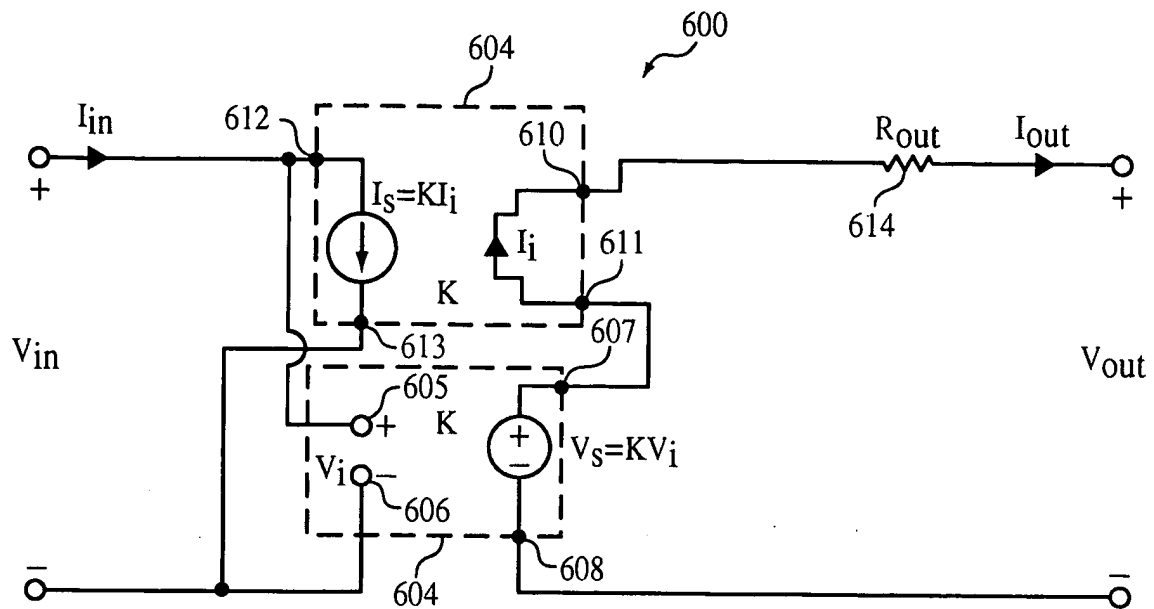 600
604
612
610
I_in
R_out
I_out
+
+
I_s=KI_i
614
I_i
611
K
613
607
V_in
V_out
605
+
K
+
−
V_s=KV_i
V_i
−
606
604
608
−
−